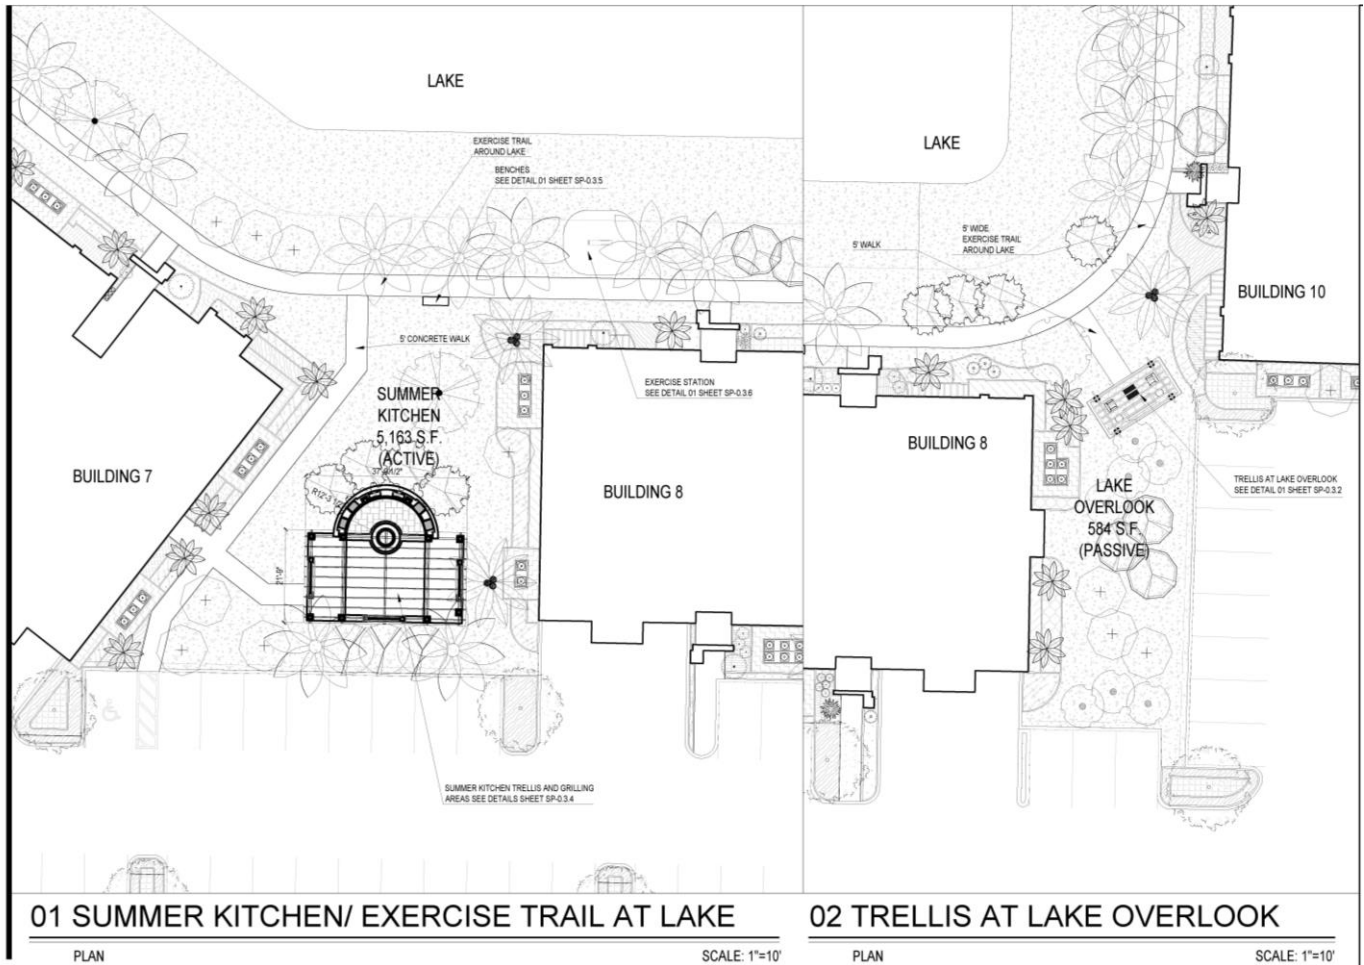 LAKE
EXERCISE TRAIL
AROUND LAKE
BENCHES
SEE DETAIL 01 SHEET SP-0.3.5
5' CONCRETE WALK
EXERCISE STATION
SEE DETAIL 01 SHEET SP-0.3.6
SUMMER
KITCHEN
5,163 S.F.
(ACTIVE)
BUILDING 7
BUILDING 8
21'-9"
SUMMER KITCHEN TRELLIS AND GRILLING
AREAS SEE DETAILS SHEET SP-0.3.4
01 SUMMER KITCHEN/ EXERCISE TRAIL AT LAKE
PLAN
SCALE: 1"=10'
LAKE
5' WALK
5' WIDE
EXERCISE TRAIL
AROUND LAKE
BUILDING 10
BUILDING 8
TRELLIS AT LAKE OVERLOOK
SEE DETAIL 01 SHEET SP-0.3.2
LAKE
OVERLOOK
584 S.F.
(PASSIVE)
02 TRELLIS AT LAKE OVERLOOK
PLAN
SCALE: 1"=10'